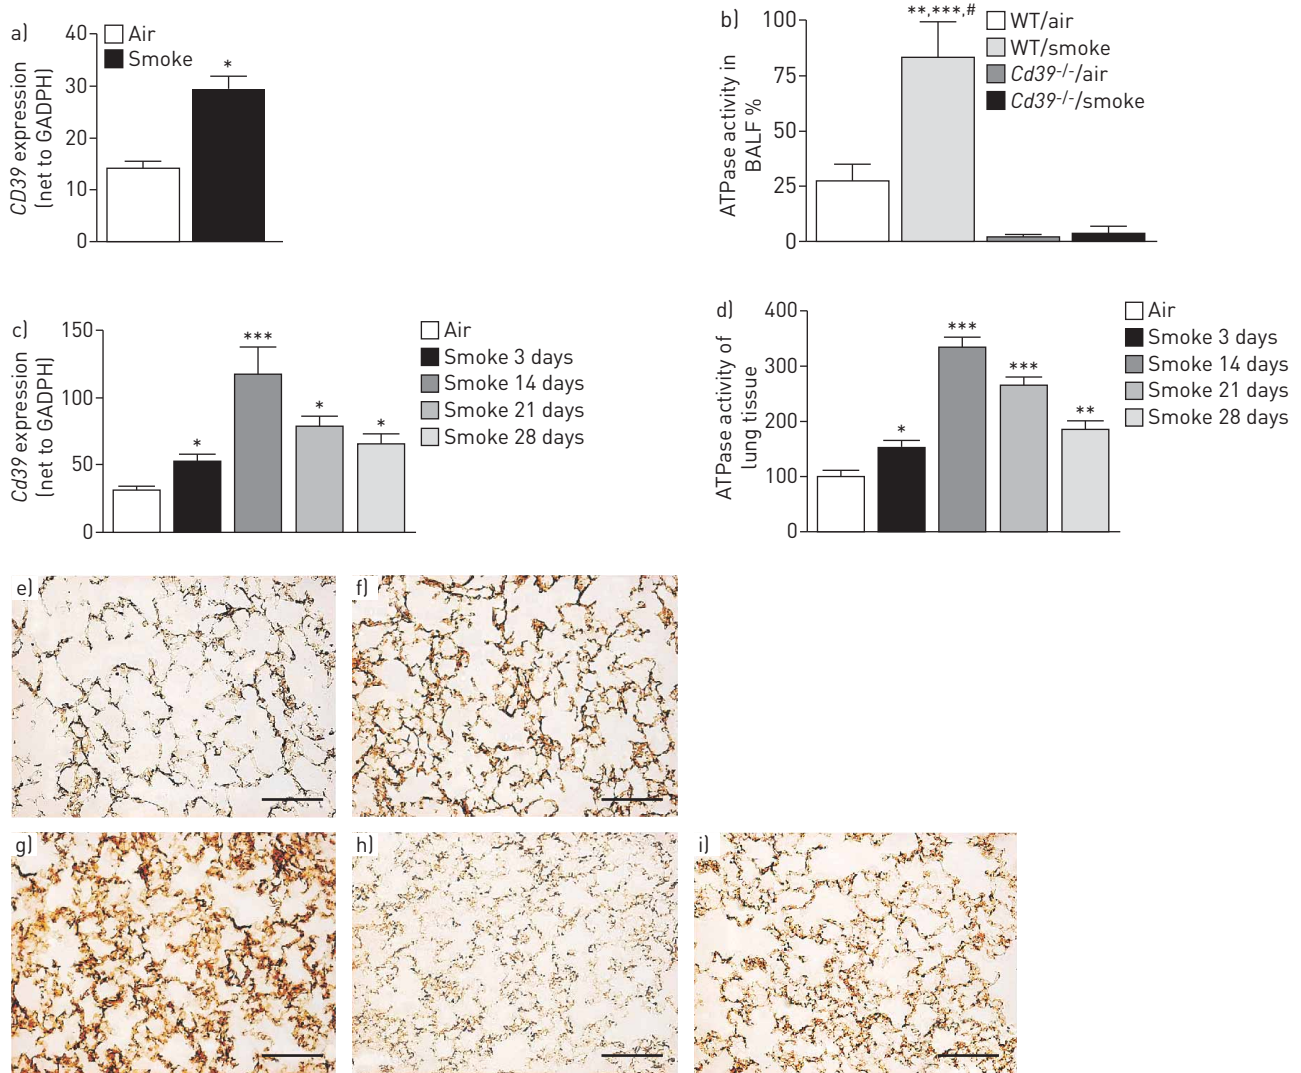 a)
CD39 expression
(net to GADPH)
40
30
20
10
0
Air
Smoke
*
b)
ATPase activity in
BALF %
100
75
50
25
0
**,***,#
WT/air
WT/smoke
Cd39-/-/air
Cd39-/-/smoke
c)
Cd39 expression
(net to GADPH)
150
100
50
0
*
***
*
*
Air
Smoke 3 days
Smoke 14 days
Smoke 21 days
Smoke 28 days
d)
ATPase activity of
lung tissue
400
300
200
100
0
*
***
***
**
Air
Smoke 3 days
Smoke 14 days
Smoke 21 days
Smoke 28 days
e)
f)
g)
h)
i)